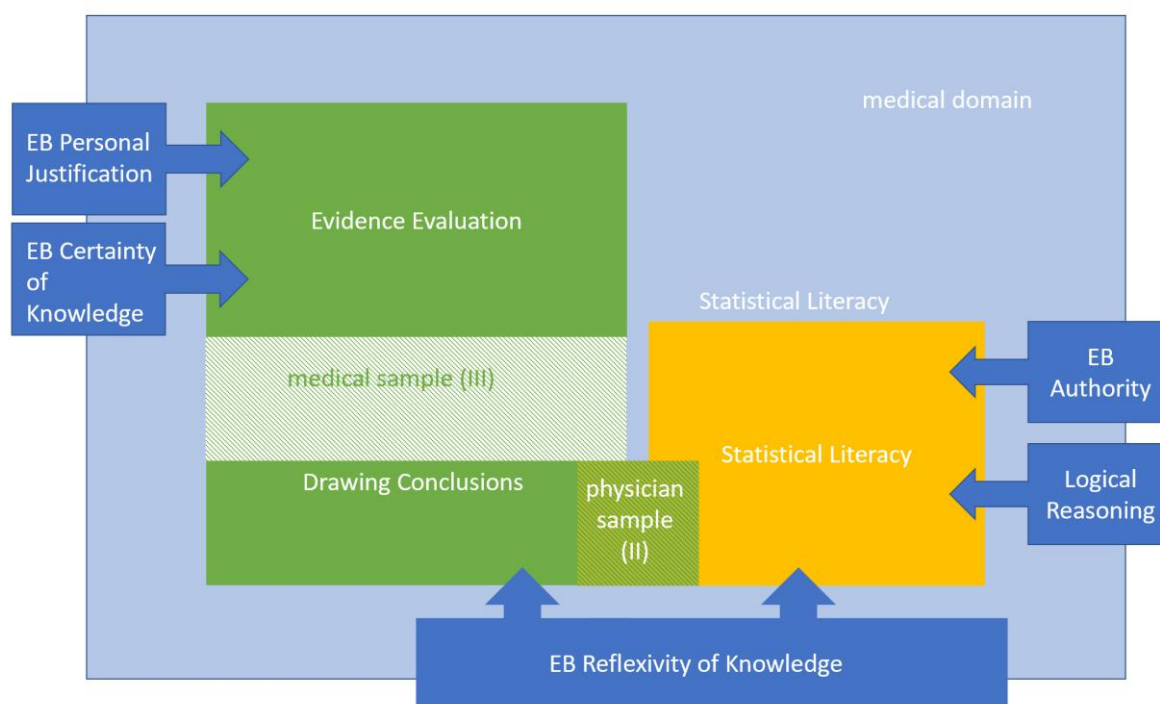 medical domain
EB Personal
Justification
Evidence Evaluation
EB Certainty
of
Knowledge
Statistical Literacy
EB
Authority
medical sample (III)
Statistical Literacy
Drawing Conclusions
physician
sample
(II)
Logical
Reasoning
EB Reflexivity of Knowledge